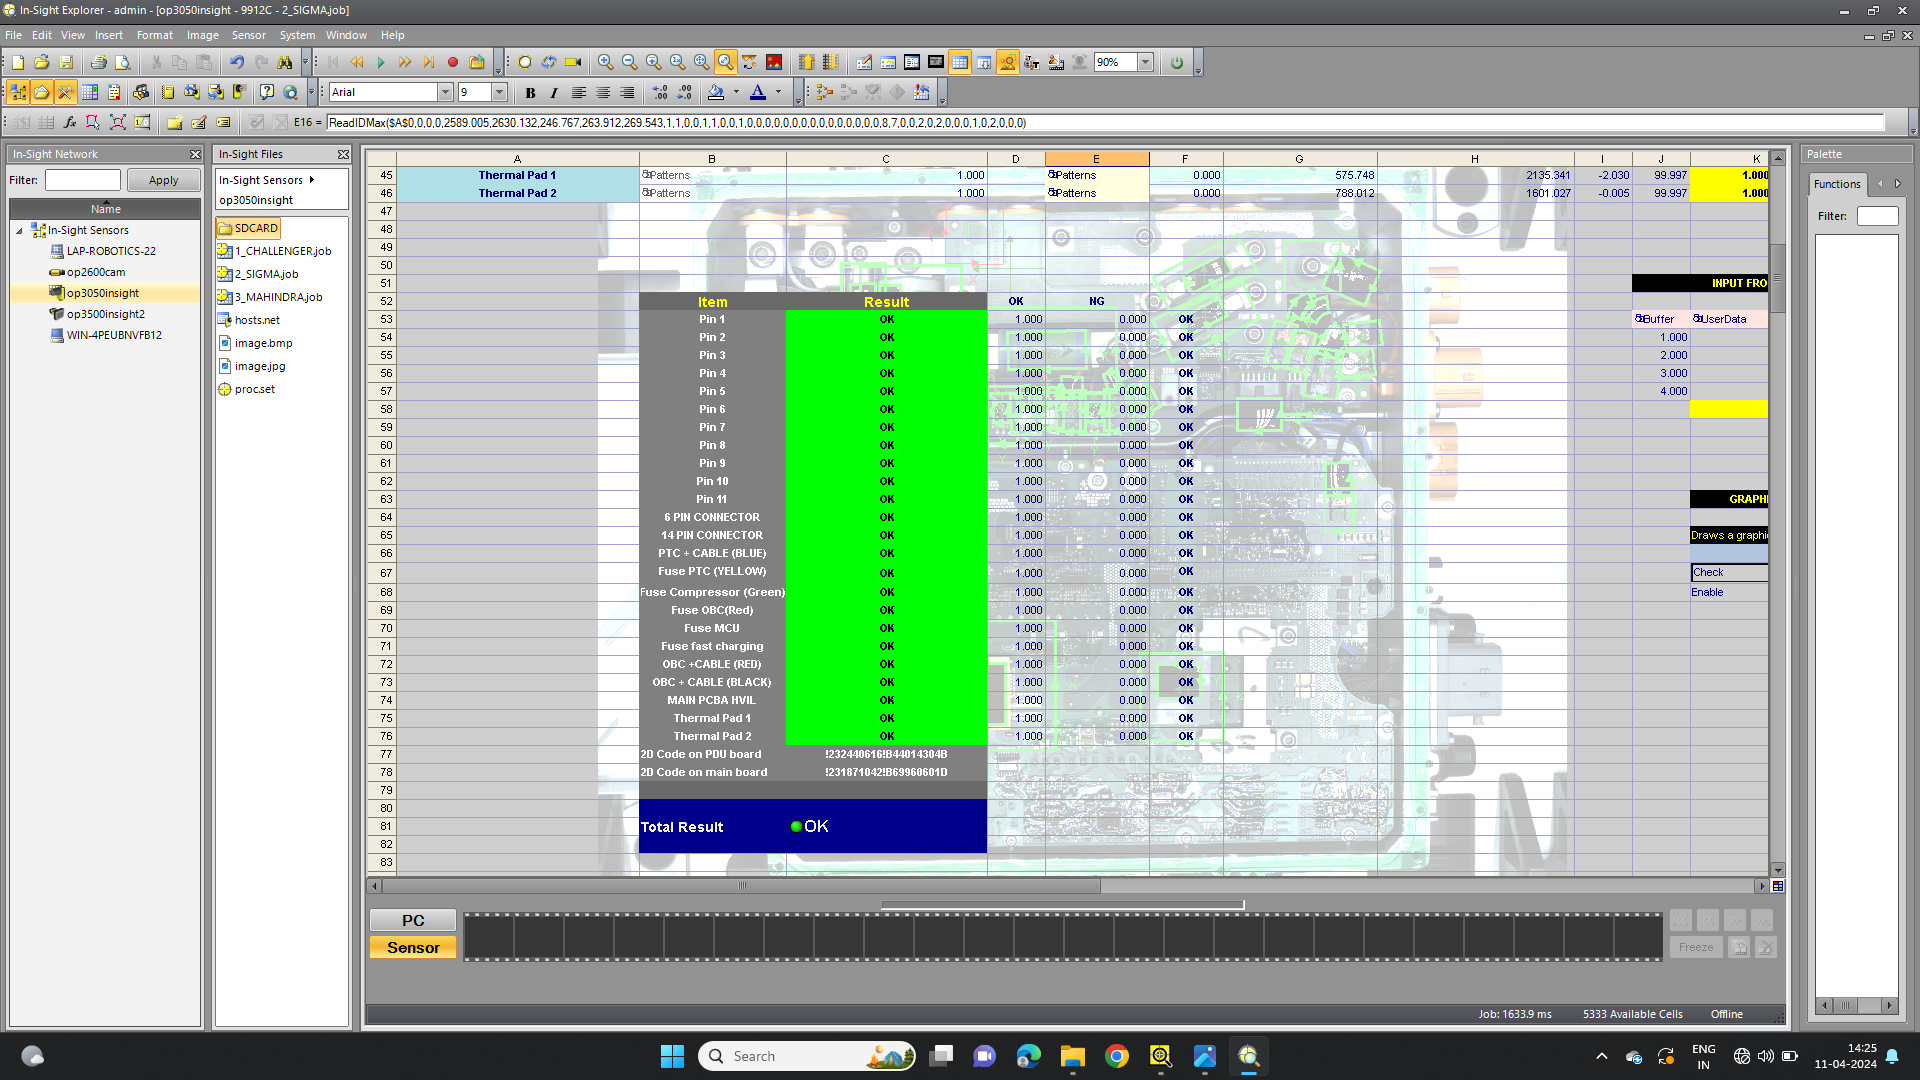 In-Sight Explorer - admin - [op3050insight - 9912C - 2_SIGMA.job]
File Edit View Insert Format Image Sensor System Window Help
90%
Arial 9 B I
E16 = ReadIDMax($A$0,0,0,0,2589.005,2630.132,246.767,263.912,269.543,1,1,0,0,1,1,0,0,1,0,0,0,0,0,0,0,0,0,0,0,0,0,0,0,8,7,0,0,2,0,2,0,0,0,1,0,2,0,0,0)
In-Sight Network
Filter: Apply
Name
In-Sight Sensors
LAP-ROBOTICS-22
op2600cam
op3050insight
op3500insight2
WIN-4PEUBNVFB12
In-Sight Files
In-Sight Sensors
op3050insight
SDCARD
1_CHALLENGER.job
2_SIGMA.job
3_MAHINDRA.job
hosts.net
image.bmp
image.jpg
proc.set
A B C D E F G H I J K
45 Thermal Pad 1 Patterns 1.000 Patterns 0.000 575.748 2135.341 -2.030 99.997 1.000
46 Thermal Pad 2 Patterns 1.000 Patterns 0.000 788.012 1601.027 -0.005 99.997 1.000
47
48
49
50
51 INPUT FRO
52 Item Result OK NG
53 Pin 1 OK 1.000 0.000 OK Buffer UserData
54 Pin 2 OK 1.000 0.000 OK 1.000
55 Pin 3 OK 1.000 0.000 OK 2.000
56 Pin 4 OK 1.000 0.000 OK 3.000
57 Pin 5 OK 1.000 0.000 OK 4.000
58 Pin 6 OK 1.000 0.000 OK
59 Pin 7 OK 1.000 0.000 OK
60 Pin 8 OK 1.000 0.000 OK
61 Pin 9 OK 1.000 0.000 OK
62 Pin 10 OK 1.000 0.000 OK
63 Pin 11 OK 1.000 0.000 OK GRAPHI
64 6 PIN CONNECTOR OK 1.000 0.000 OK
65 14 PIN CONNECTOR OK 1.000 0.000 OK Draws a graphi
66 PTC + CABLE (BLUE) OK 1.000 0.000 OK
67 Fuse PTC (YELLOW) OK 1.000 0.000 OK Check
68 Fuse Compressor (Green) OK 1.000 0.000 OK Enable
69 Fuse OBC(Red) OK 1.000 0.000 OK
70 Fuse MCU OK 1.000 0.000 OK
71 Fuse fast charging OK 1.000 0.000 OK
72 OBC +CABLE (RED) OK 1.000 0.000 OK
73 OBC + CABLE (BLACK) OK 1.000 0.000 OK
74 MAIN PCBA HVIL OK 1.000 0.000 OK
75 Thermal Pad 1 OK 1.000 0.000 OK
76 Thermal Pad 2 OK 1.000 0.000 OK
77 2D Code on PDU board !232440616!B44014304B
78 2D Code on main board !231871042!B69960601D
79
80
81 Total Result OK
82
83
Palette
Functions
Filter:
PC
Sensor
Freeze
Job: 1633.9 ms 5333 Available Cells Offline
Search
ENG
IN
14:25
11-04-2024